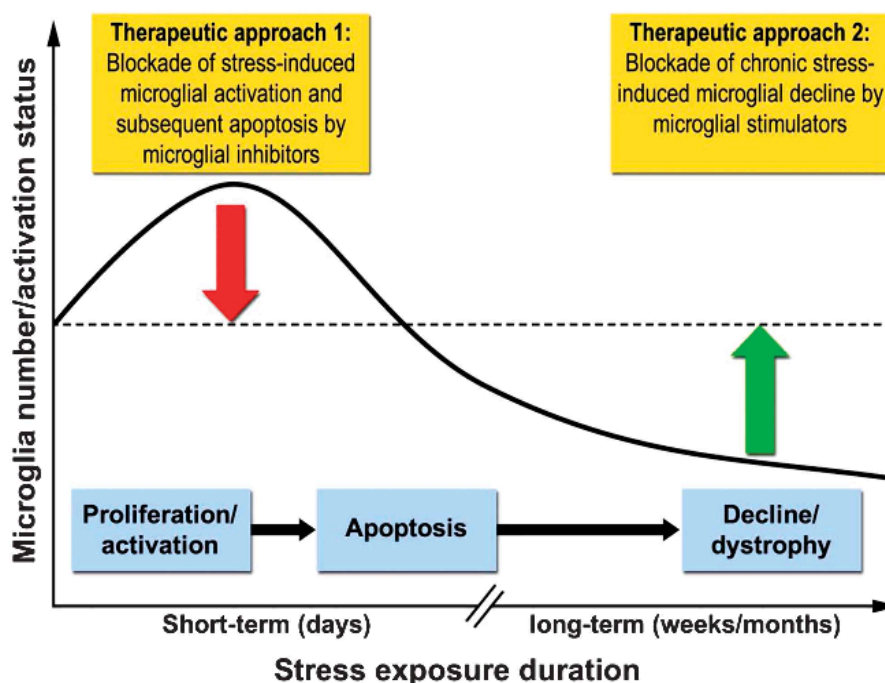 Therapeutic approach 1:
Blockade of stress-induced
microglial activation and
subsequent apoptosis by
microglial inhibitors
Therapeutic approach 2:
Blockade of chronic stress-
induced microglial decline by
microglial stimulators
Microglia number/activation status
Proliferation/
activation
Apoptosis
Decline/
dystrophy
Short-term (days)
long-term (weeks/months)
Stress exposure duration